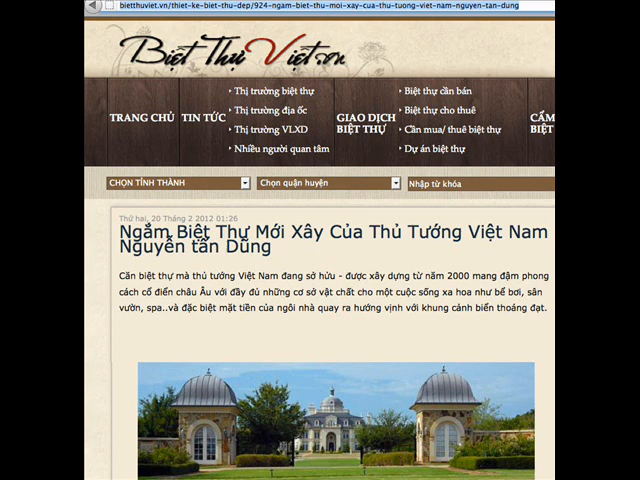 bietthuviet.vn/thiet-ke-biet-thu-dep/924-ngam-biet-thu-moi-xay-cua-thu-tuong-viet-nam-nguyen-tan-dung
Biệt Thự Việt.vn
TRANG CHỦ
TIN TỨC
Thị trường biệt thự
Thị trường địa ốc
Thị trường VLXD
Nhiều người quan tâm
GIAO DỊCH
BIỆT THỰ
Biệt thự cần bán
Biệt thự cho thuê
Cần mua/ thuê biệt thự
Dự án biệt thự
CẨM
BIỆT
CHỌN TỈNH THÀNH
Chọn quận huyện
Nhập từ khóa
Thứ hai, 20 Tháng 2 2012 01:26
Ngắm Biệt Thự Mới Xây Của Thủ Tướng Việt Nam
Nguyễn tấn Dũng
Căn biệt thự mà thủ tướng Việt Nam đang sở hữu - được xây dựng từ năm 2000 mang đậm phong
cách cổ điển châu Âu với đầy đủ những cơ sở vật chất cho một cuộc sống xa hoa như bể bơi, sân
vườn, spa..và đặc biệt mặt tiền của ngôi nhà quay ra hướng vịnh với khung cảnh biển thoáng đạt.